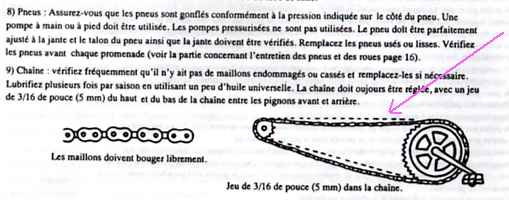 8) Pneus : Assurez-vous que les pneus sont gonflés conformément à la pression indiquée sur le côté du pneu. Une
pompe à main ou à pied doit être utilisée. Les pompes pressurisées ne sont pas utilisées. Le pneu doit être parfaitement
ajusté à la jante et le talon du pneu ainsi que la jante doivent être vérifiés. Remplacez les pneus usés ou lisses. Vérifiez
les pneus avant chaque promenade (voir la partie concernant l'entretien des pneus et des roues page 16).
9) Chaîne : vérifiez fréquemment qu'il n'y ait pas de maillons endommagés ou cassés et remplacez-les si nécessaire.
Lubrifiez plusieurs fois par saison en utilisant un peu d'huile universelle. La chaîne doit oujours être réglée, avec un jeu
de 3/16 de pouce (5 mm) du haut et du bas de la chaîne entre les pignons avant et arrière.
Les maillons doivent bouger librement.
Jeu de 3/16 de pouce (5 mm) dans la chaîne.